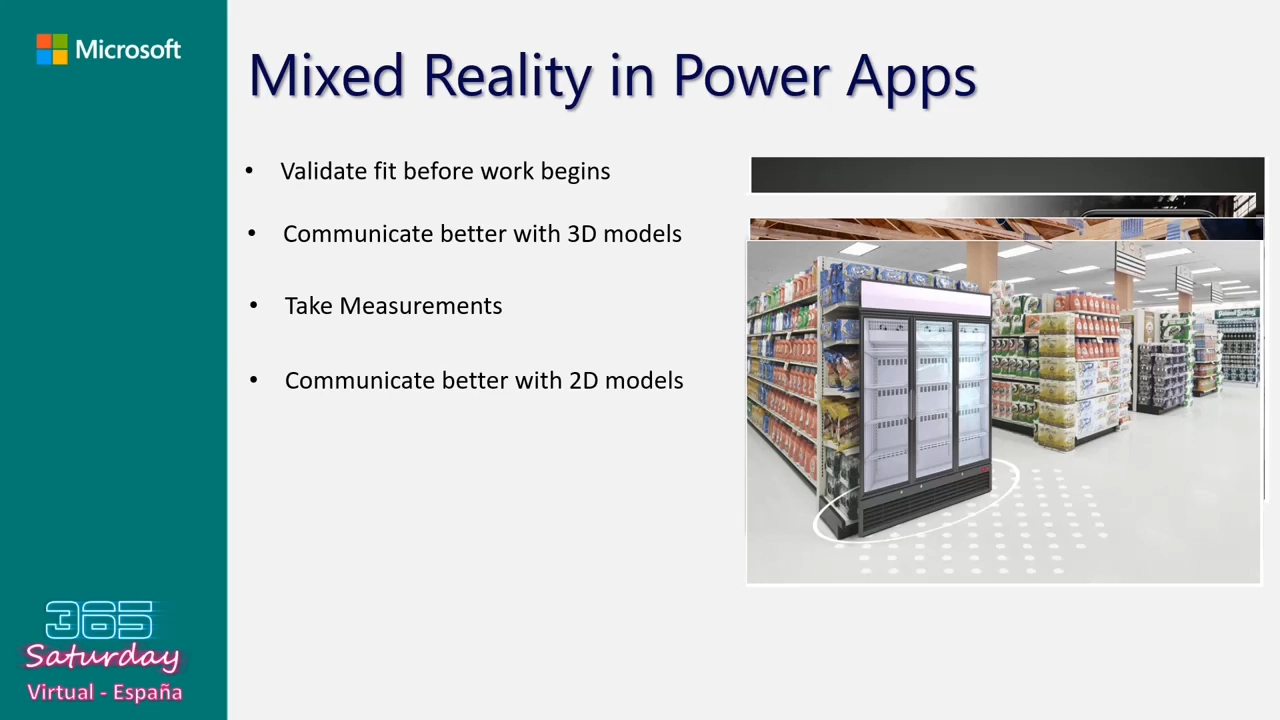 Microsoft
Mixed Reality in Power Apps
• Validate fit before work begins
• Communicate better with 3D models
• Take Measurements
• Communicate better with 2D models
365
Saturday
Virtual - España